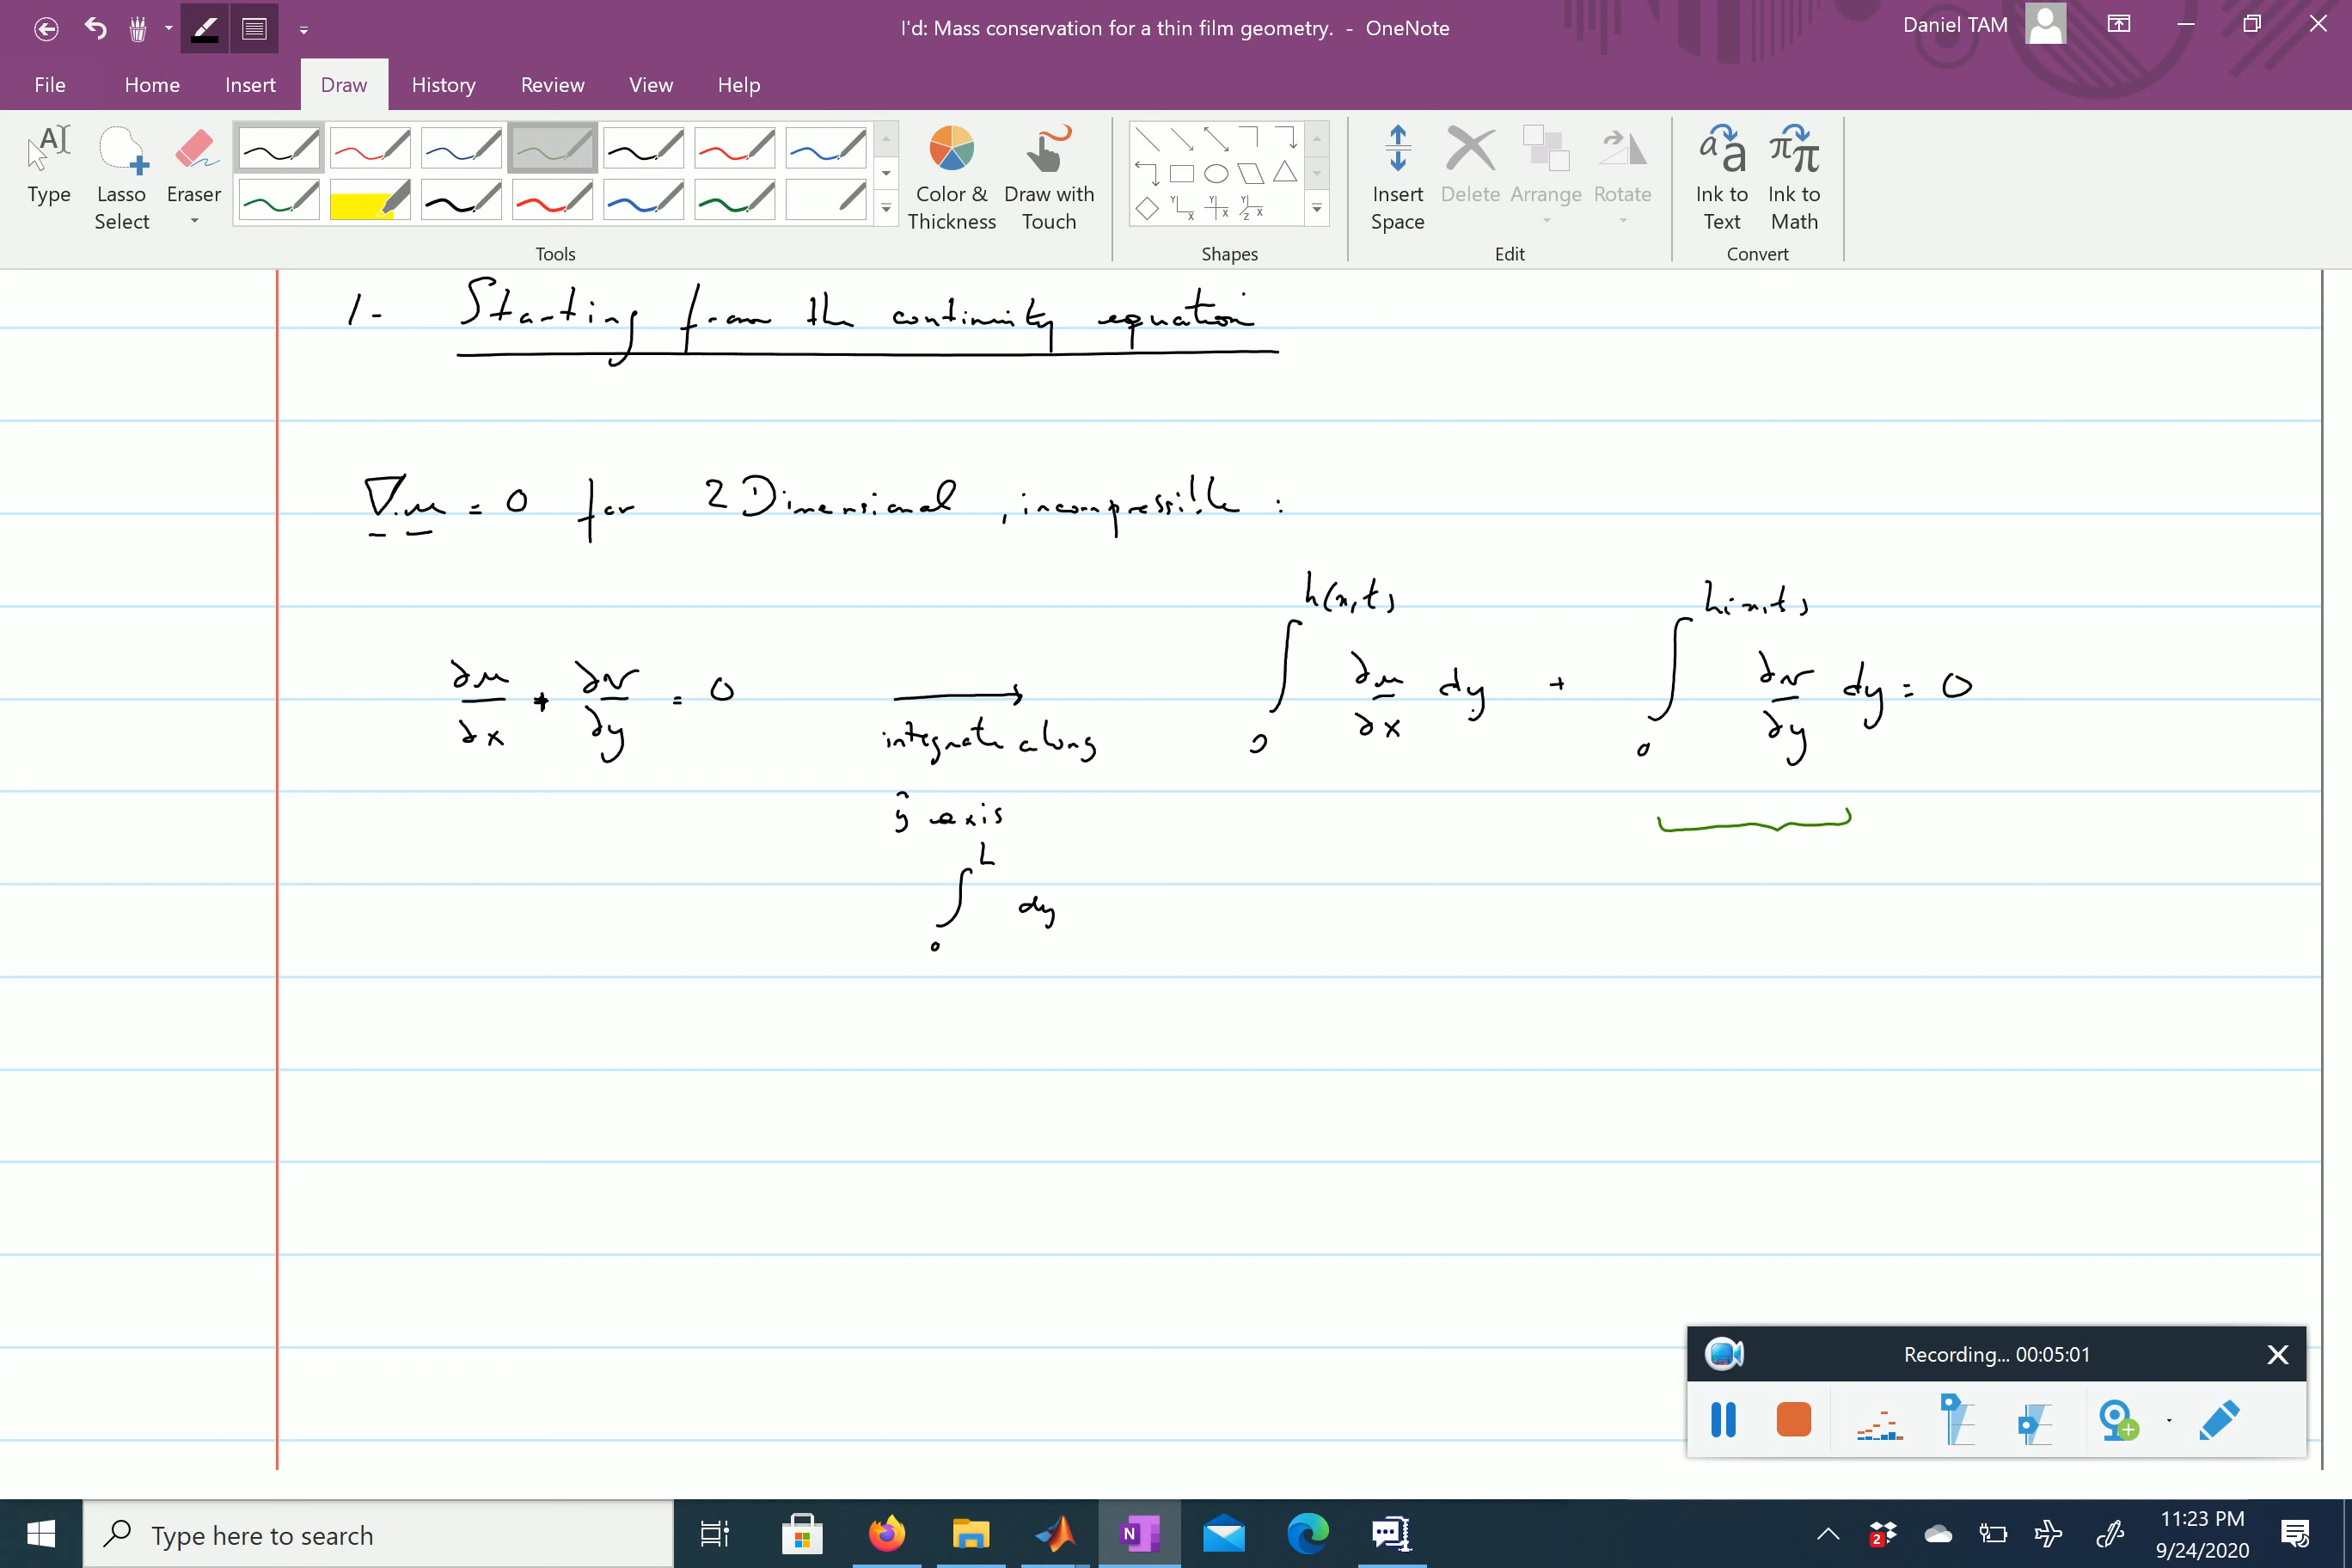 I'd: Mass conservation for a thin film geometry. - OneNote
Daniel TAM
File Home Insert Draw History Review View Help
Type
Lasso Select
Eraser
Color & Thickness
Draw with Touch
Insert Space
Delete
Arrange
Rotate
Ink to Text
Ink to Math
Tools
Shapes
Edit
Convert
1- Starting from the continuity equation
∇.u = 0 for 2 Dimensional, incompressible :
∂u/∂x + ∂v/∂y = 0 → integrate along ŷ axis ∫₀ʰ dy
∫₀^h(x,t) ∂u/∂x dy + ∫₀^h(x,t) ∂v/∂y dy = 0
Recording... 00:05:01
Type here to search
2
11:23 PM
9/24/2020